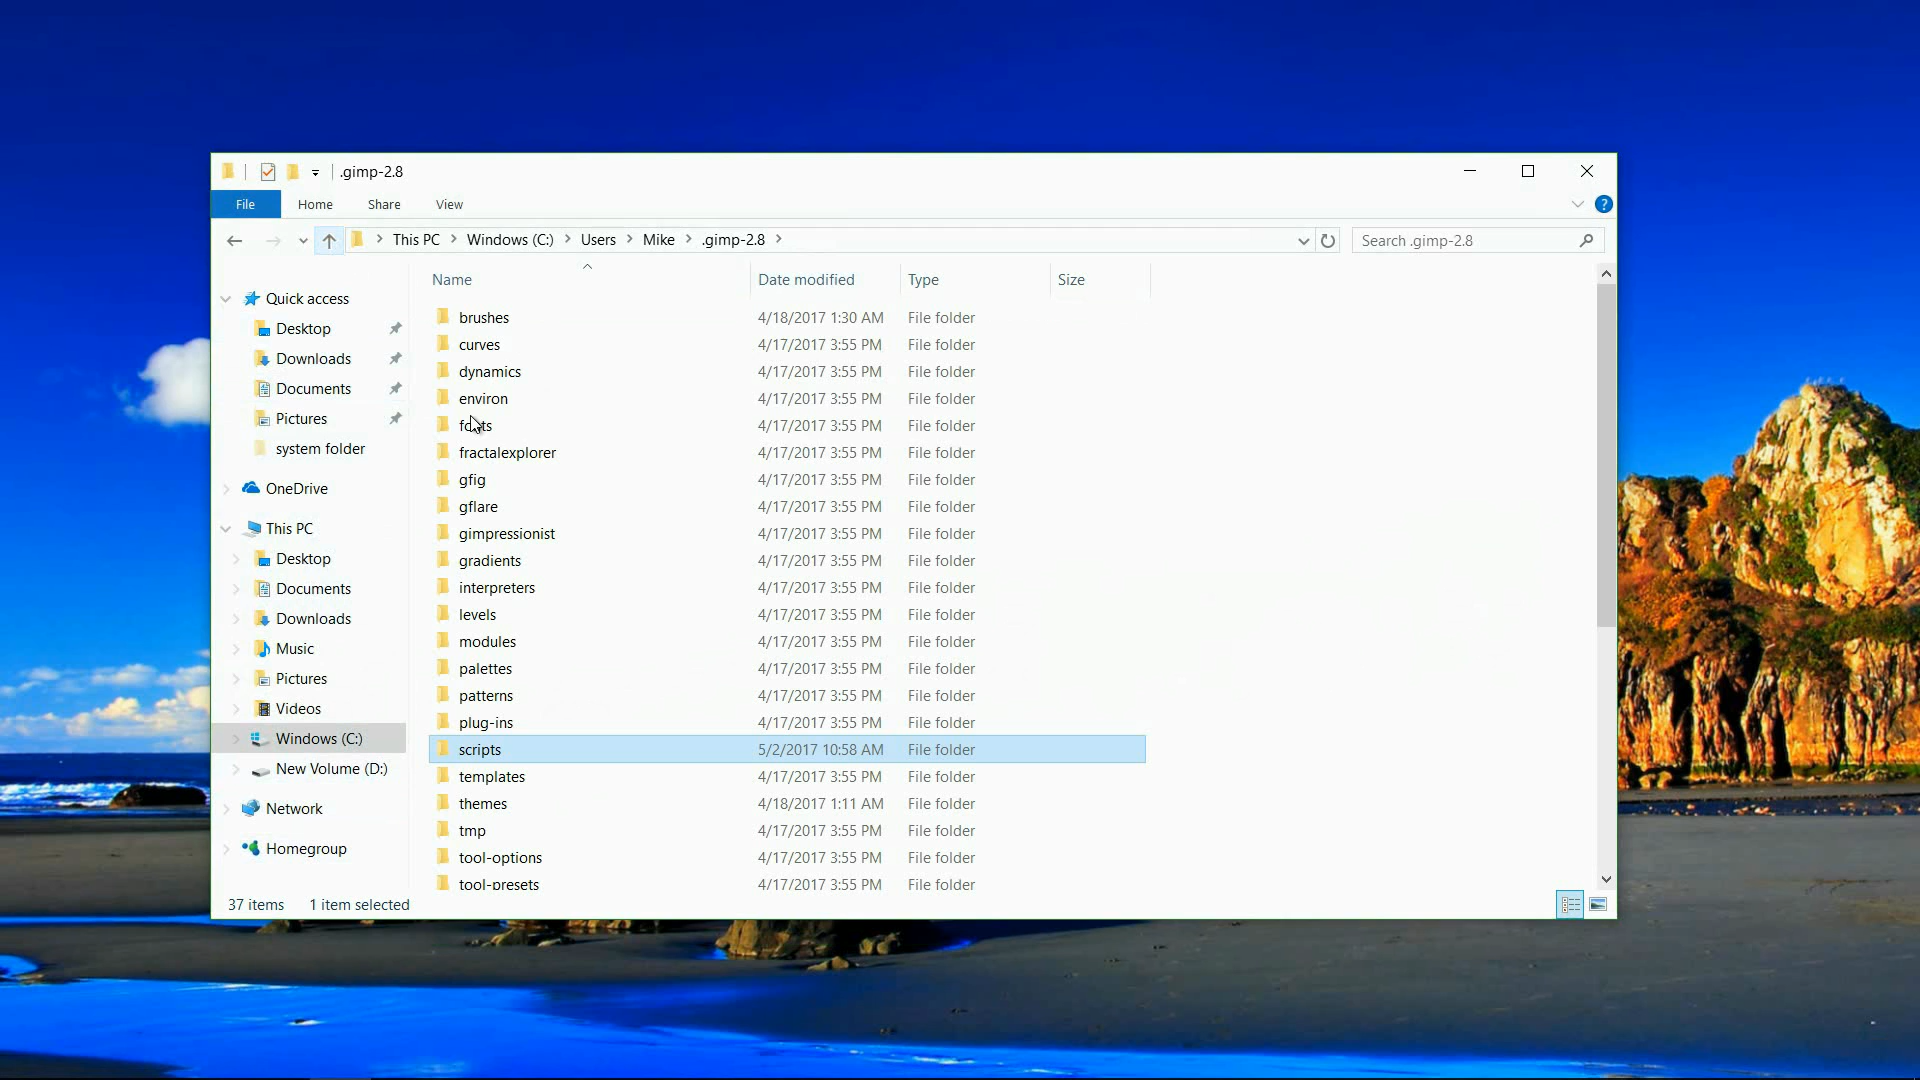 .gimp-2.8
File Home Share View
This PC Windows (C:) Users Mike .gimp-2.8
Search .gimp-2.8
Quick access
Desktop
Downloads
Documents
Pictures
system folder
OneDrive
This PC
Desktop
Documents
Downloads
Music
Pictures
Videos
Windows (C:)
New Volume (D:)
Network
Homegroup
Name Date modified Type Size
brushes 4/18/2017 1:30 AM File folder
curves 4/17/2017 3:55 PM File folder
dynamics 4/17/2017 3:55 PM File folder
environ 4/17/2017 3:55 PM File folder
fonts 4/17/2017 3:55 PM File folder
fractalexplorer 4/17/2017 3:55 PM File folder
gfig 4/17/2017 3:55 PM File folder
gflare 4/17/2017 3:55 PM File folder
gimpressionist 4/17/2017 3:55 PM File folder
gradients 4/17/2017 3:55 PM File folder
interpreters 4/17/2017 3:55 PM File folder
levels 4/17/2017 3:55 PM File folder
modules 4/17/2017 3:55 PM File folder
palettes 4/17/2017 3:55 PM File folder
patterns 4/17/2017 3:55 PM File folder
plug-ins 4/17/2017 3:55 PM File folder
scripts 5/2/2017 10:58 AM File folder
templates 4/17/2017 3:55 PM File folder
themes 4/18/2017 1:11 AM File folder
tmp 4/17/2017 3:55 PM File folder
tool-options 4/17/2017 3:55 PM File folder
tool-presets 4/17/2017 3:55 PM File folder
37 items 1 item selected